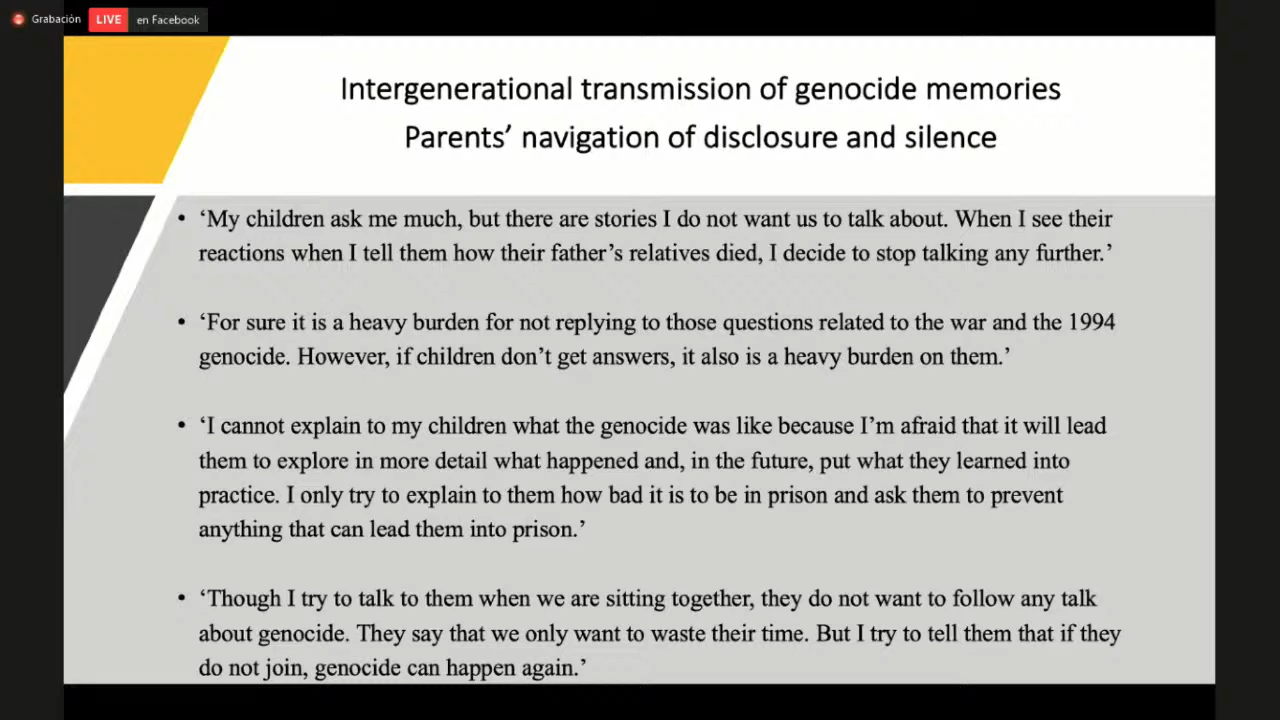 Grabación LIVE en Facebook
Intergenerational transmission of genocide memories
Parents’ navigation of disclosure and silence
• ‘My children ask me much, but there are stories I do not want us to talk about. When I see their
reactions when I tell them how their father’s relatives died, I decide to stop talking any further.’
• ‘For sure it is a heavy burden for not replying to those questions related to the war and the 1994
genocide. However, if children don’t get answers, it also is a heavy burden on them.’
• ‘I cannot explain to my children what the genocide was like because I’m afraid that it will lead
them to explore in more detail what happened and, in the future, put what they learned into
practice. I only try to explain to them how bad it is to be in prison and ask them to prevent
anything that can lead them into prison.’
• ‘Though I try to talk to them when we are sitting together, they do not want to follow any talk
about genocide. They say that we only want to waste their time. But I try to tell them that if they
do not join, genocide can happen again.’